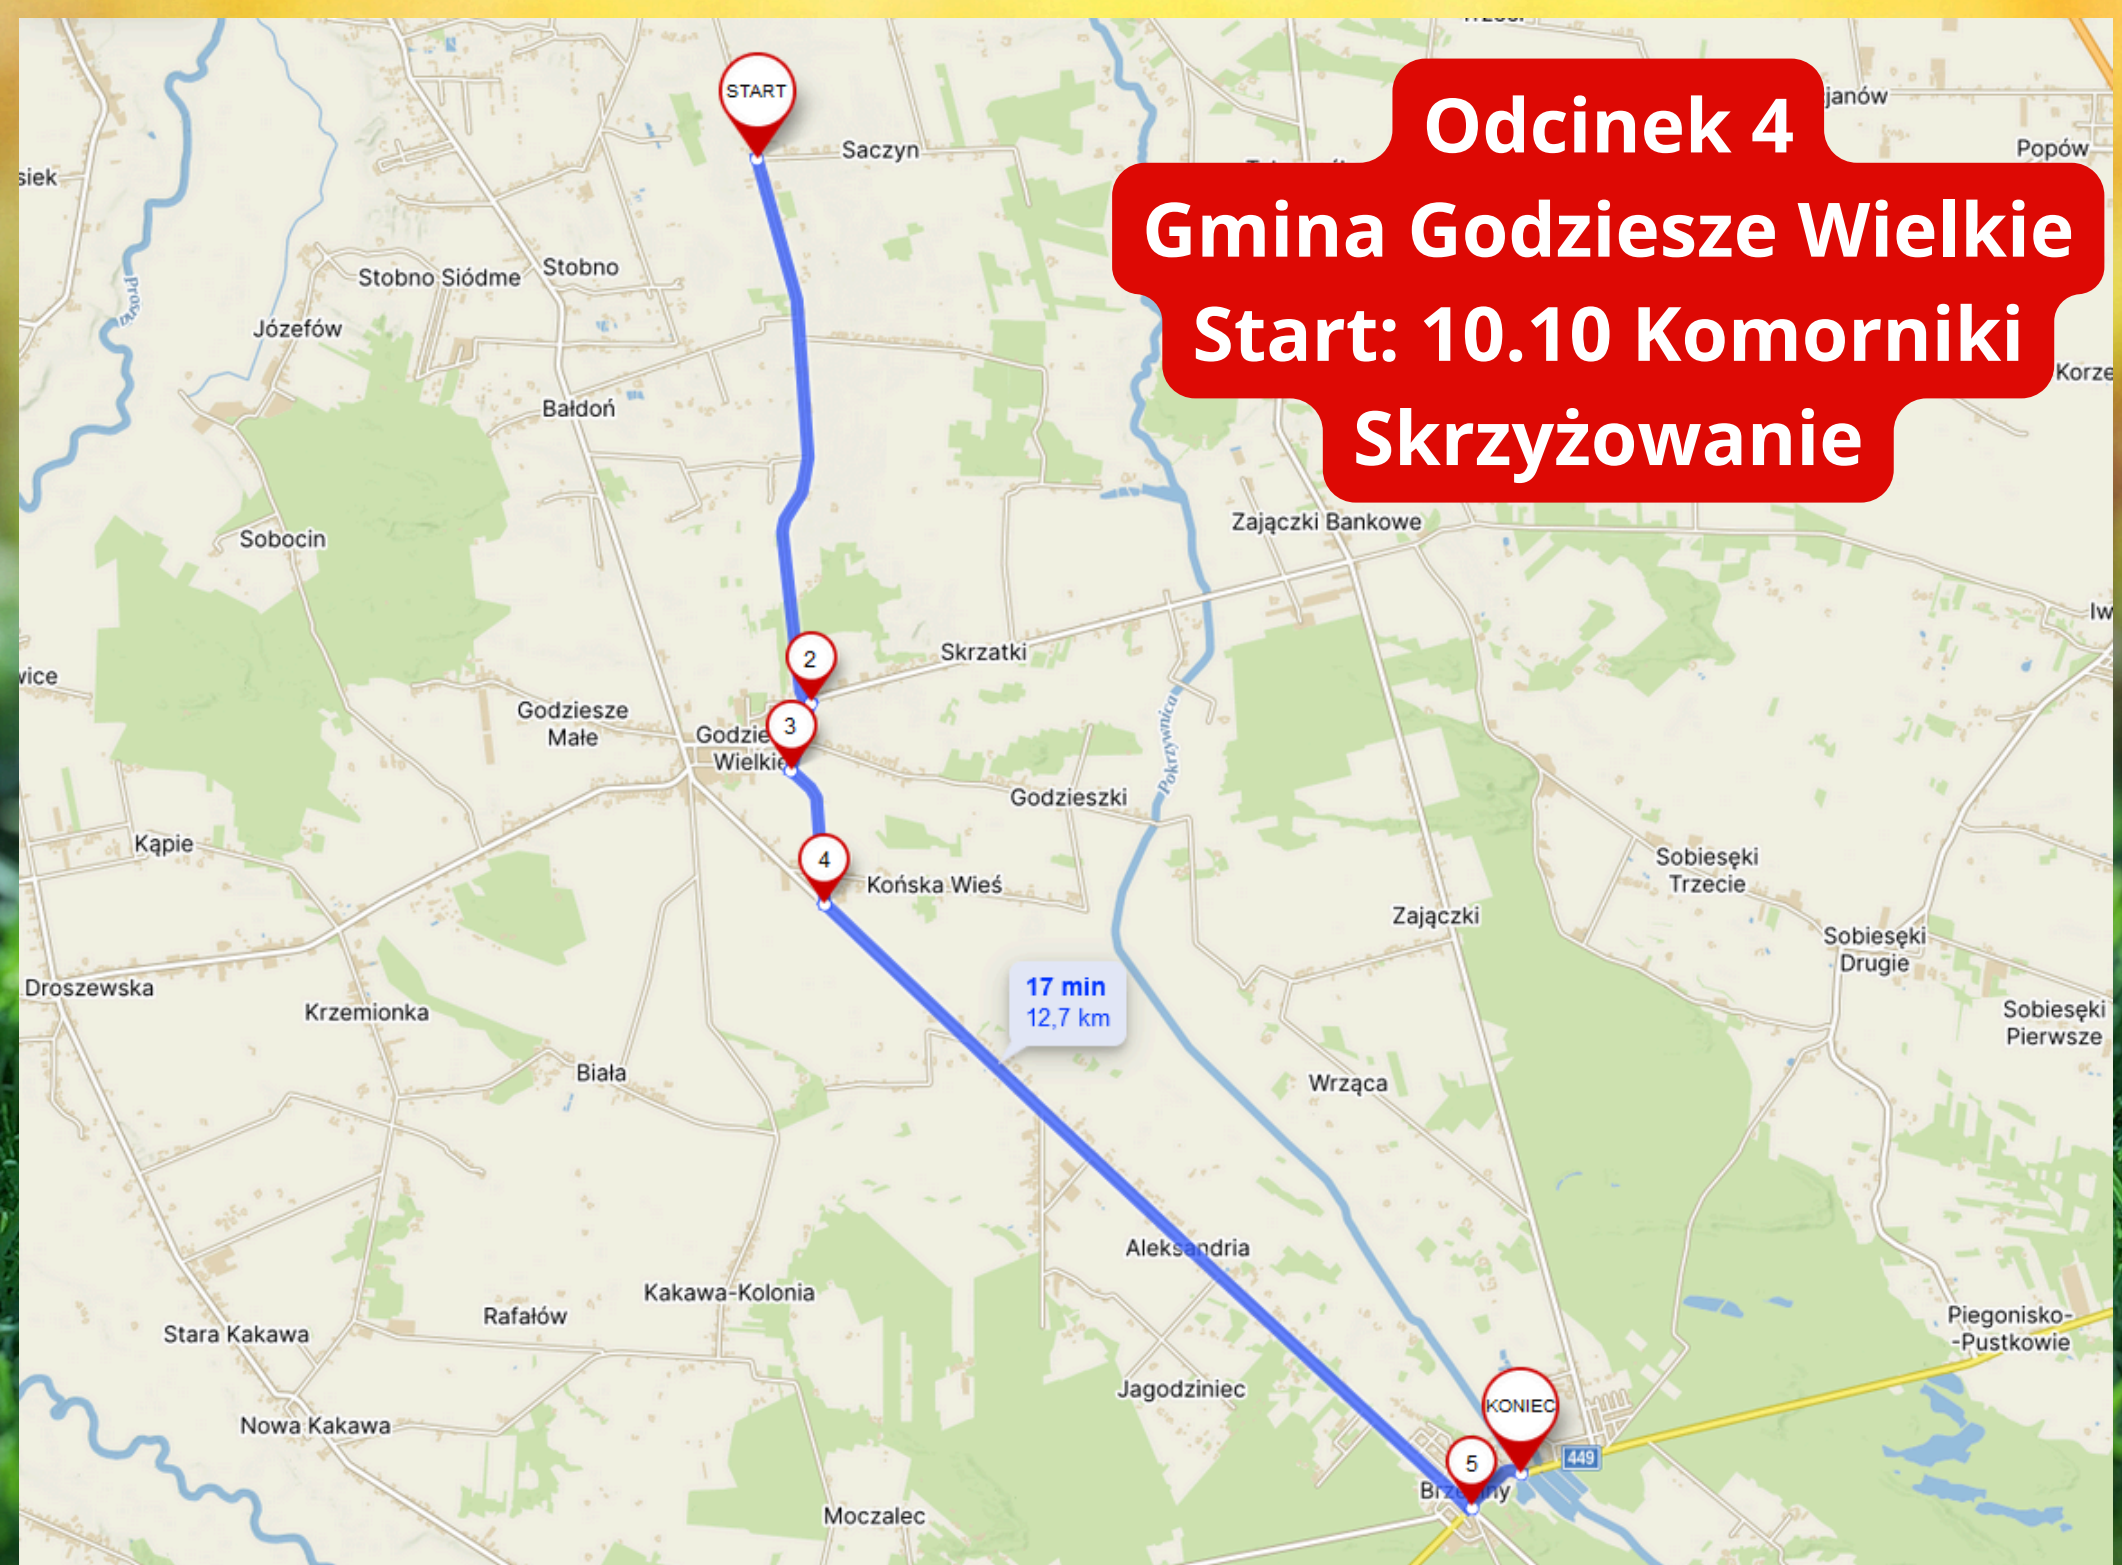 Odcinek 4
Gmina Godziesze Wielkie
Start: 10.10 Komorniki
Skrzyżowanie
START
Saczyn
Popów
Stobno Siódme
Stobno
Prosna
Józefów
Bałdoń
Zajączki Bankowe
Sobocin
2
Skrzatki
Godziesze
Małe
3
Wielkie
Pokrzywnica
Godzieszki
Kąpie
4
Końska Wieś
Sobiesęki
Trzecie
Zajączki
Sobiesęki
Drugie
Droszewska
Krzemionka
17 min
12,7 km
Sobiesęki
Pierwsze
Biała
Wrząca
Aleksandria
Kakawa-Kolonia
Rafałów
Stara Kakawa
Piegonisko-
-Pustkowie
Jagodziniec
KONIEC
Nowa Kakawa
449
5
Moczalec